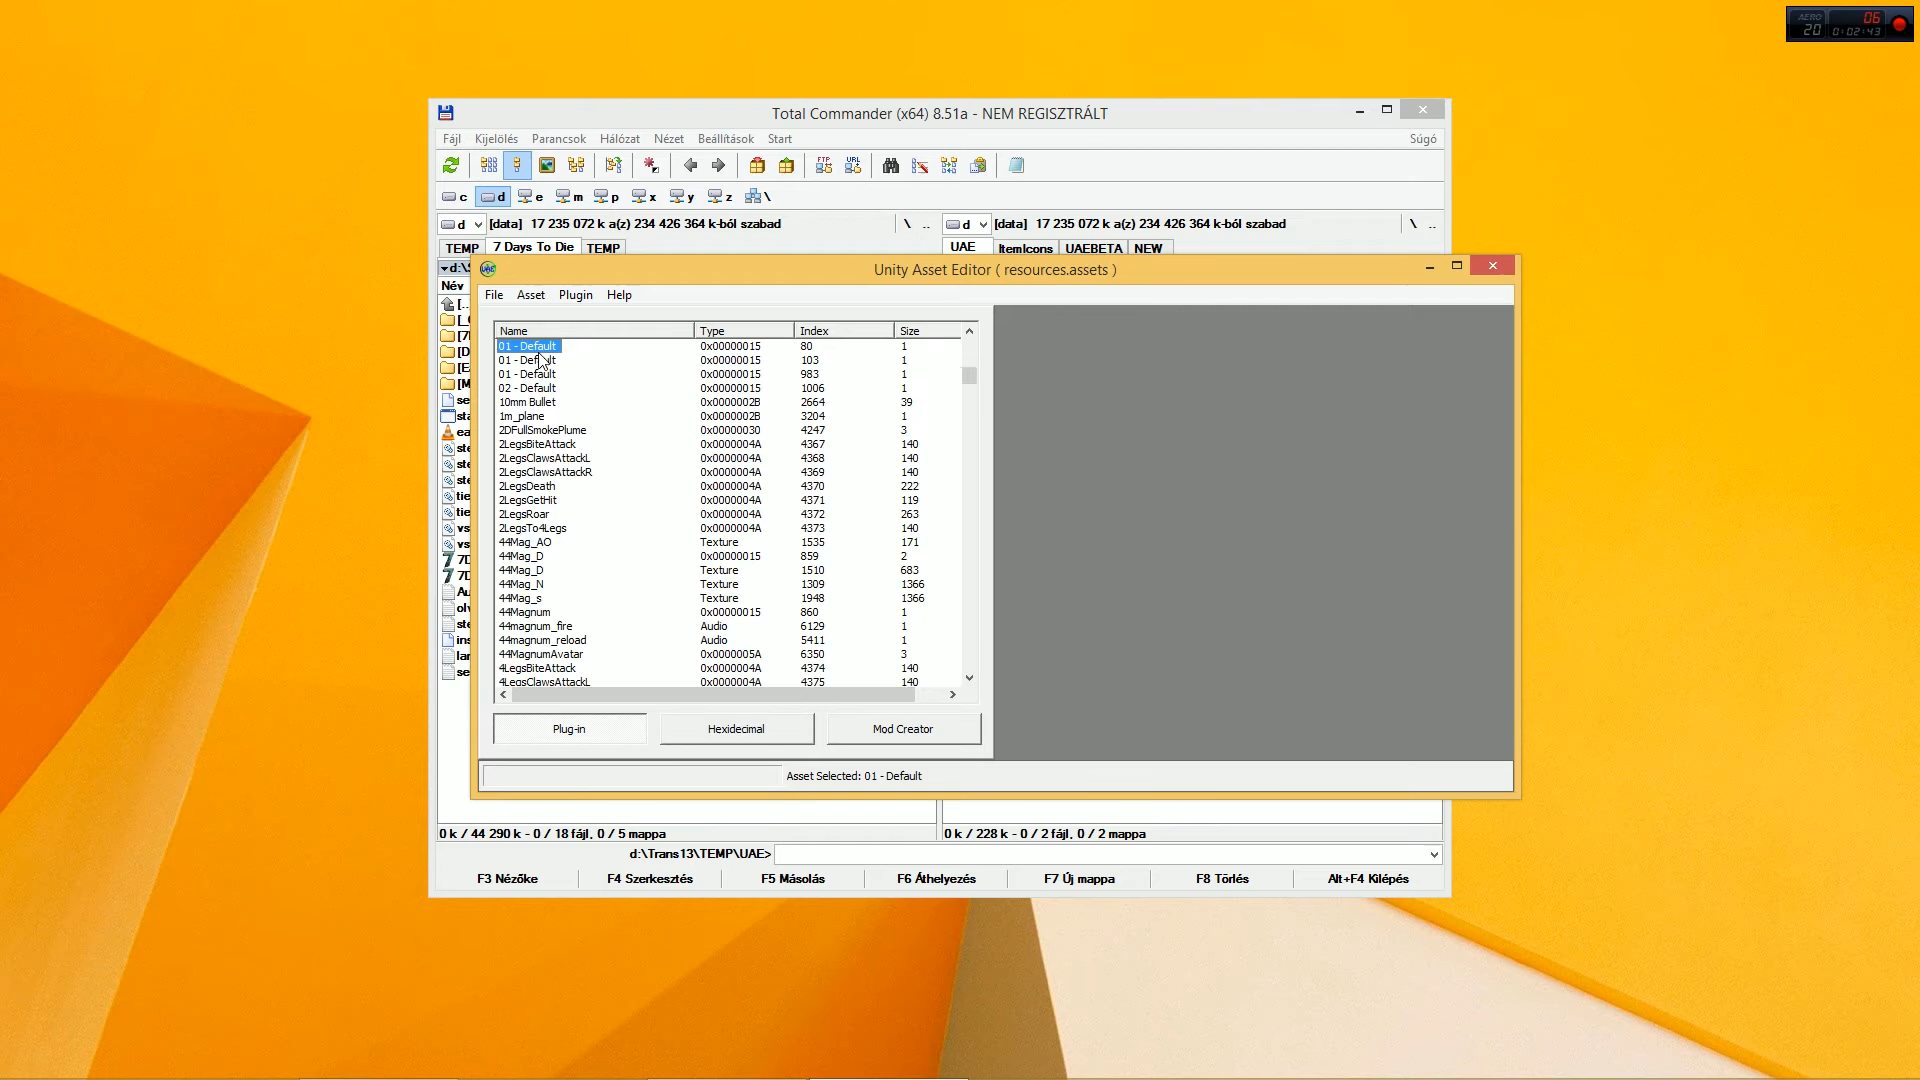 AERO
20
06
0:02:43
Total Commander (x64) 8.51a - NEM REGISZTRÁLT
Fájl Kijelölés Parancsok Hálózat Nézet Beállítások Start Súgó
FTP URL
c d e m p x y z \
d [data] 17 235 072 k a(z) 234 426 364 k-ból szabad \ ..
d [data] 17 235 072 k a(z) 234 426 364 k-ból szabad \ ..
TEMP 7 Days To Die TEMP
UAE ItemIcons UAEBETA NEW
d:\
Név
Unity Asset Editor ( resources.assets )
File Asset Plugin Help
Name Type Index Size
01 - Default 0x00000015 80 1
01 - Default 0x00000015 103 1
01 - Default 0x00000015 983 1
02 - Default 0x00000015 1006 1
10mm Bullet 0x0000002B 2664 39
1m_plane 0x0000002B 3204 1
2DFullSmokePlume 0x00000030 4247 3
2LegsBiteAttack 0x0000004A 4367 140
2LegsClawsAttackL 0x0000004A 4368 140
2LegsClawsAttackR 0x0000004A 4369 140
2LegsDeath 0x0000004A 4370 222
2LegsGetHit 0x0000004A 4371 119
2LegsRoar 0x0000004A 4372 263
2LegsTo4Legs 0x0000004A 4373 140
44Mag_AO Texture 1535 171
44Mag_D 0x00000015 859 2
44Mag_D Texture 1510 683
44Mag_N Texture 1309 1366
44Mag_s Texture 1948 1366
44Magnum 0x00000015 860 1
44magnum_fire Audio 6129 1
44magnum_reload Audio 5411 1
44MagnumAvatar 0x0000005A 6350 3
4LegsBiteAttack 0x0000004A 4374 140
4LegsClawsAttackL 0x0000004A 4375 140
Plug-in Hexidecimal Mod Creator
Asset Selected: 01 - Default
0 k / 44 290 k - 0 / 18 fájl, 0 / 5 mappa
0 k / 228 k - 0 / 2 fájl, 0 / 2 mappa
d:\Trans13\TEMP\UAE>
F3 Nézőke F4 Szerkesztés F5 Másolás F6 Áthelyezés F7 Új mappa F8 Törlés Alt+F4 Kilépés